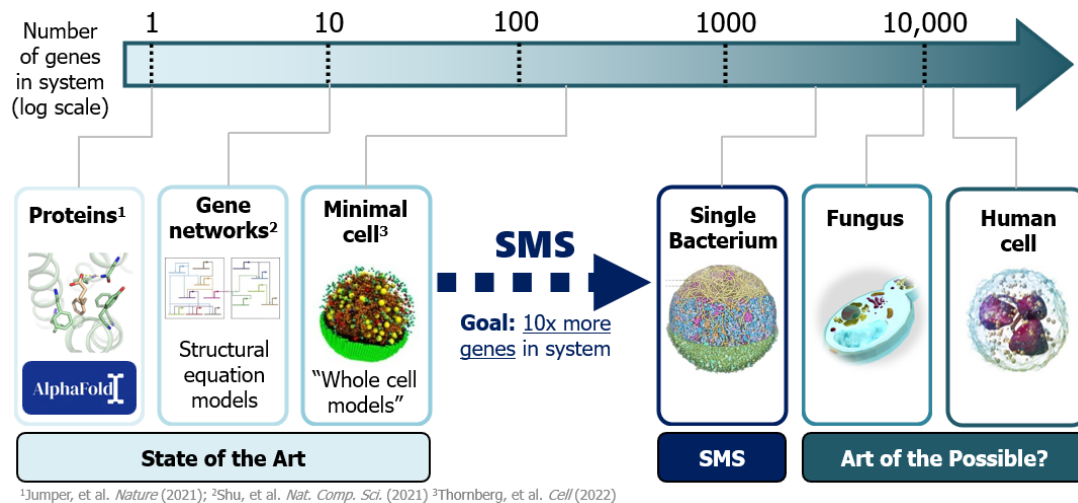 Number
of genes
in system
(log scale)
1
10
100
1000
10,000
Proteins¹
AlphaFold
Gene
networks²
Structural
equation
models
Minimal
cell³
“Whole cell
models”
SMS
Goal: 10x more
genes in system
Single
Bacterium
Fungus
Human
cell
State of the Art
SMS
Art of the Possible?
¹Jumper, et al. Nature (2021); ²Shu, et al. Nat. Comp. Sci. (2021) ³Thornberg, et al. Cell (2022)